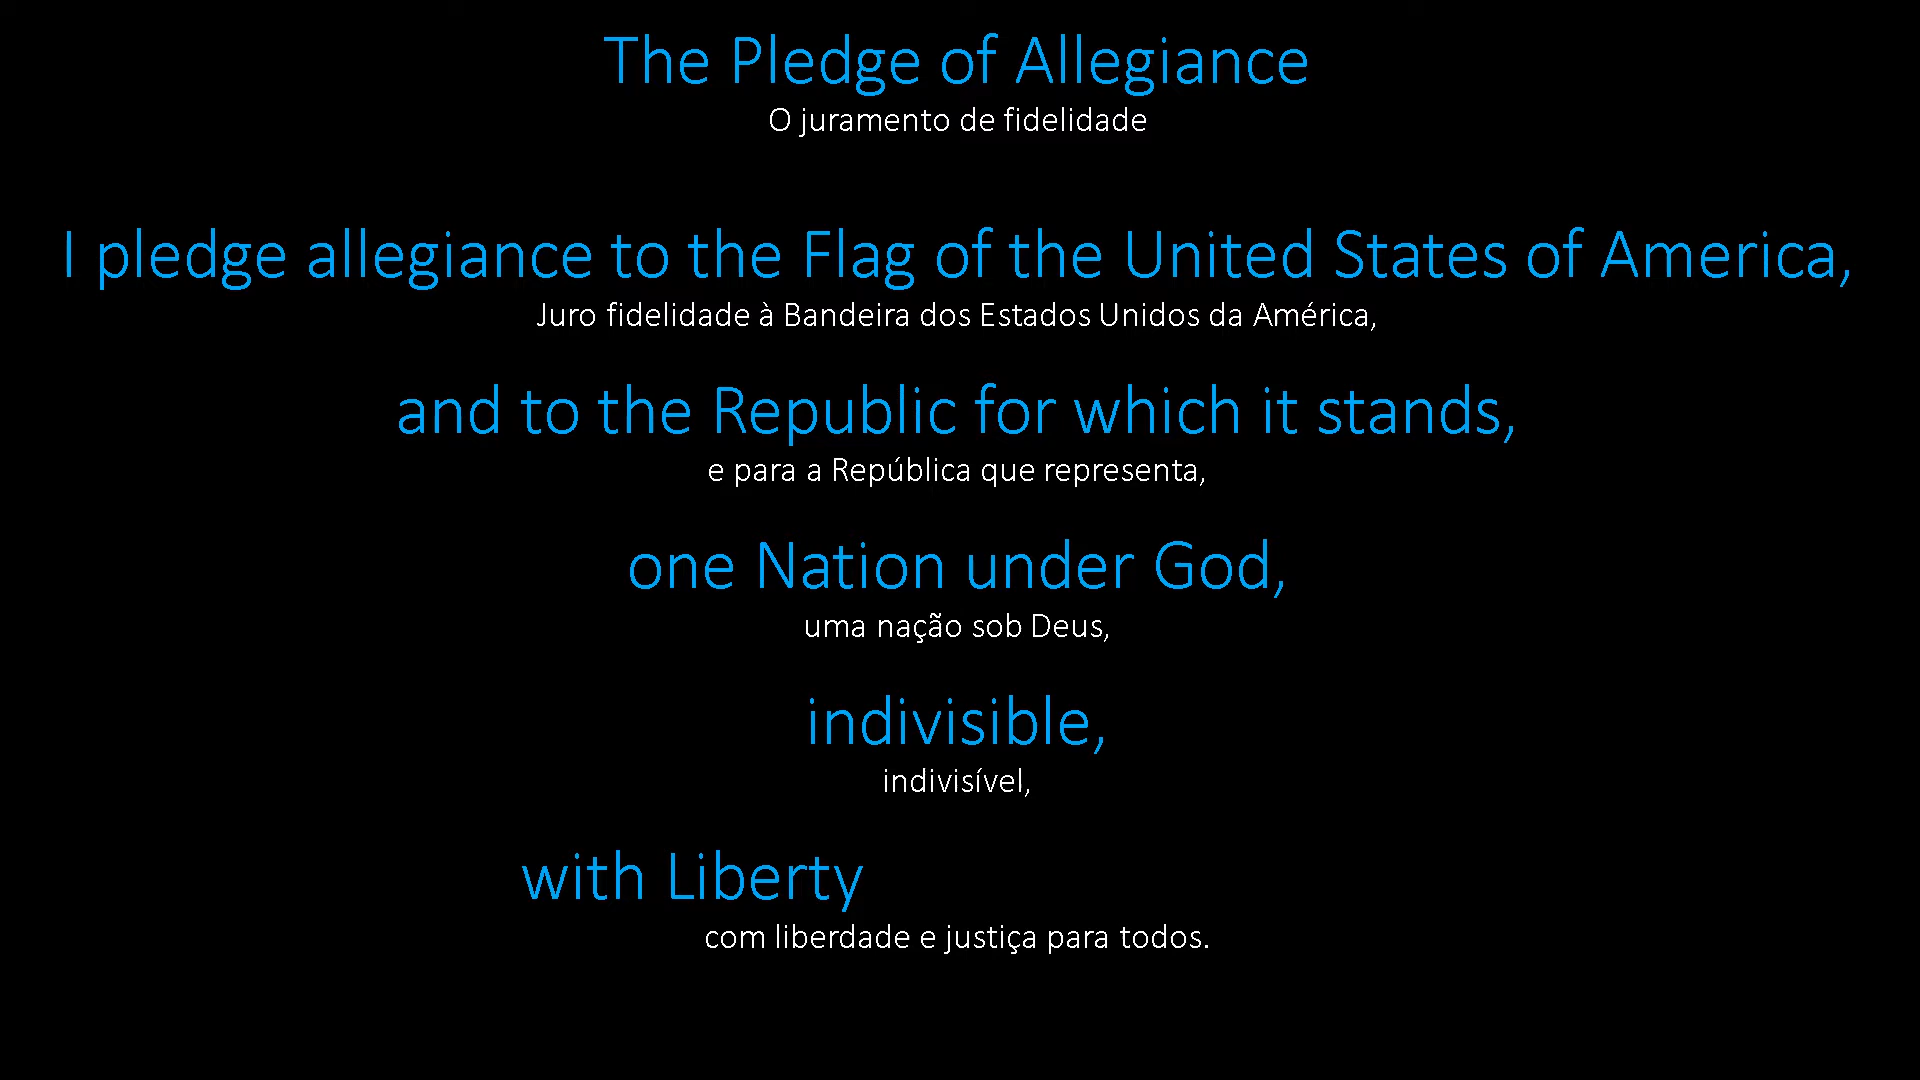 The Pledge of Allegiance
O juramento de fidelidade
I pledge allegiance to the Flag of the United States of America,
Juro fidelidade à Bandeira dos Estados Unidos da América,
and to the Republic for which it stands,
e para a República que representa,
one Nation under God,
uma nação sob Deus,
indivisible,
indivisível,
with Liberty
com liberdade e justiça para todos.